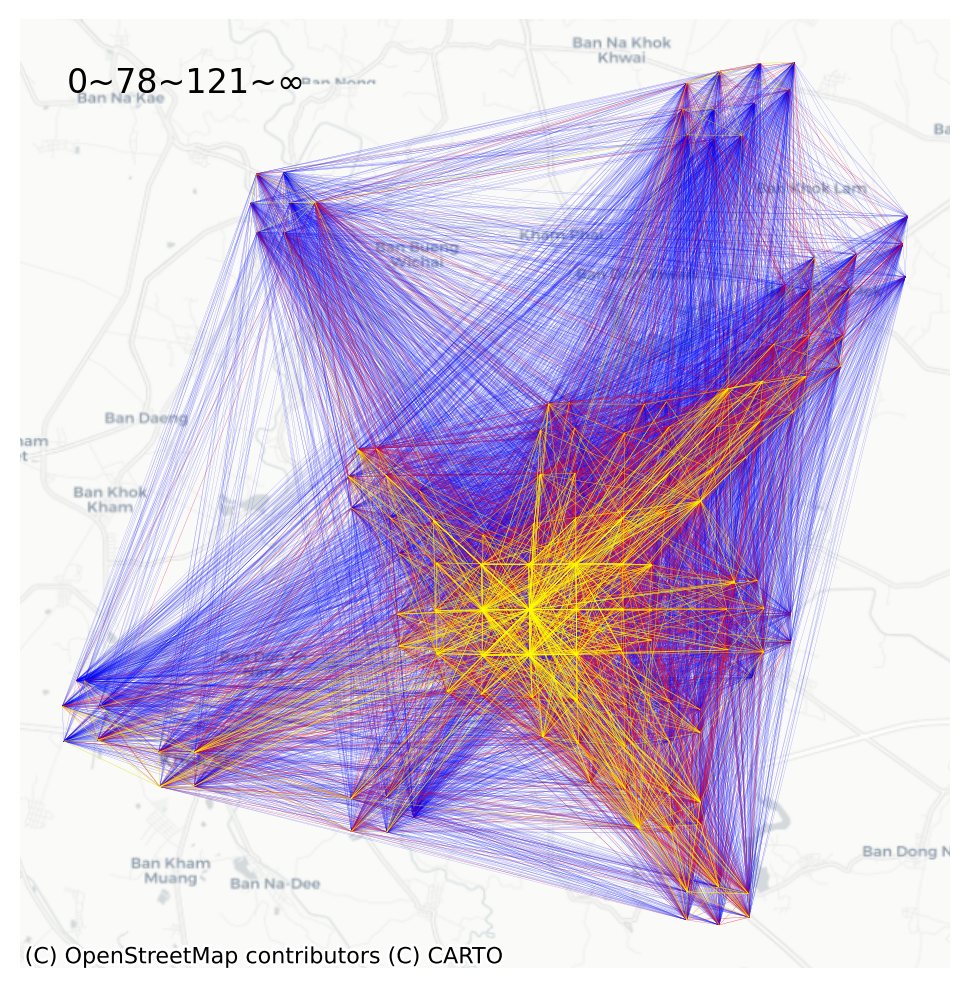 Ban Na Khok
Khwai
0~78~121~∞
Ban Nong
Ban Na Kae
Ban Khok Lam
Kham Phai
Ban Bueng
Wichai
Ban Daeng
Ban Khok
Kham
Ban Dong N
Ban Kham
Muang
Ban Na-Dee
(C) OpenStreetMap contributors (C) CARTO